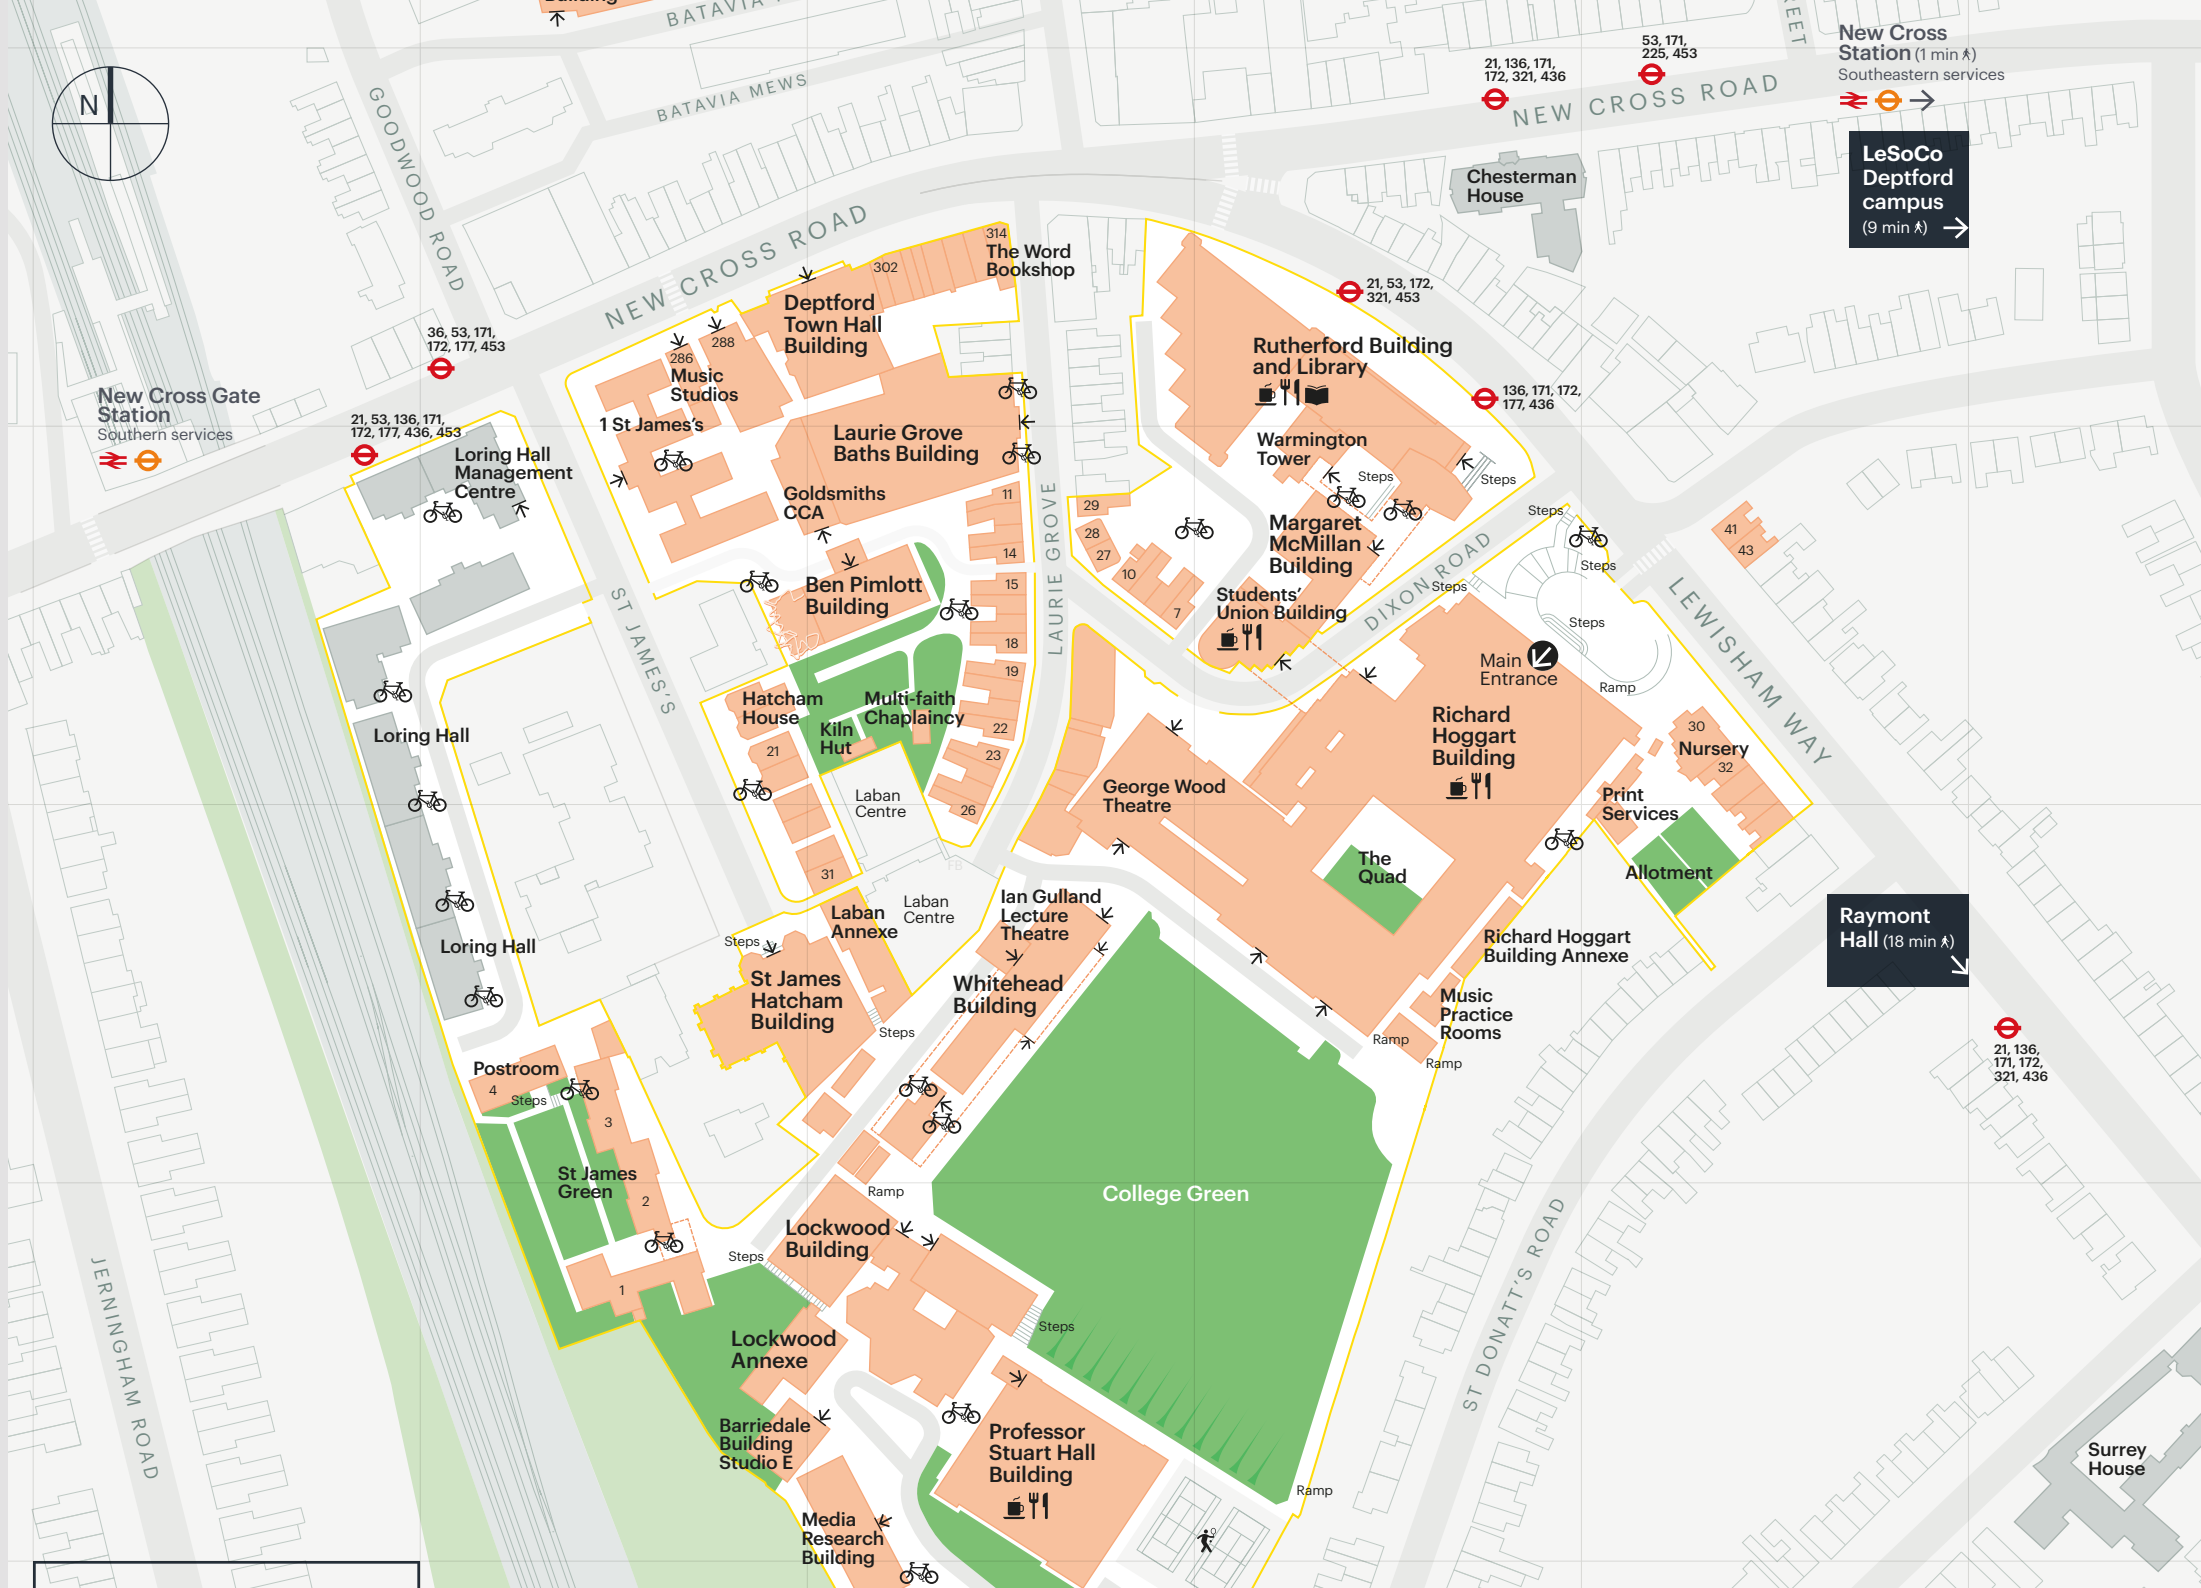 Building
BATAVIA
BATAVIA MEWS
GOODWOOD ROAD
N
NEW CROSS ROAD
NEW CROSS ROAD
REET
21, 136, 171,
172, 321, 436
53, 171,
225, 453
New Cross
Station (1 min)
Southeastern services
LeSoCo
Deptford
campus
(9 min)
Chesterman
House
314
The Word
Bookshop
302
Deptford
Town Hall
Building
288
286
Music
Studios
1 St James's
36, 53, 171,
172, 177, 453
New Cross Gate
Station
Southern services
21, 53, 136, 171,
172, 177, 436, 453
Loring Hall
Management
Centre
Laurie Grove
Baths Building
Goldsmiths
CCA
21, 53, 172,
321, 453
Rutherford Building
and Library
136, 171, 172,
177, 436
Warmington
Tower
Steps
Steps
Steps
Steps
Steps
Steps
Margaret
McMillan
Building
Students'
Union Building
DIXON ROAD
LAURIE GROVE
ST JAMES'S
LEWISHAM WAY
11
14
15
18
19
22
23
26
29
28
27
10
7
41
43
Ben Pimlott
Building
Hatcham
House
Kiln
Hut
Multi-faith
Chaplaincy
21
31
Laban
Centre
FB
Laban
Centre
Laban
Annexe
Loring Hall
Loring Hall
Main
Entrance
Ramp
Richard
Hoggart
Building
30
Nursery
32
Print
Services
Allotment
George Wood
Theatre
The
Quad
Ian Gulland
Lecture
Theatre
Whitehead
Building
Richard Hoggart
Building Annexe
Music
Practice
Rooms
Ramp
Ramp
Raymont
Hall (18 min)
21, 136,
171, 172,
321, 436
Steps
St James
Hatcham
Building
Steps
Postroom
4
Steps
3
St James
Green
2
1
College Green
Ramp
Lockwood
Building
Steps
Steps
Lockwood
Annexe
Barriedale
Building
Studio E
Professor
Stuart Hall
Building
Media
Research
Building
Ramp
ST DONATT'S ROAD
JERNINGHAM ROAD
Surrey
House